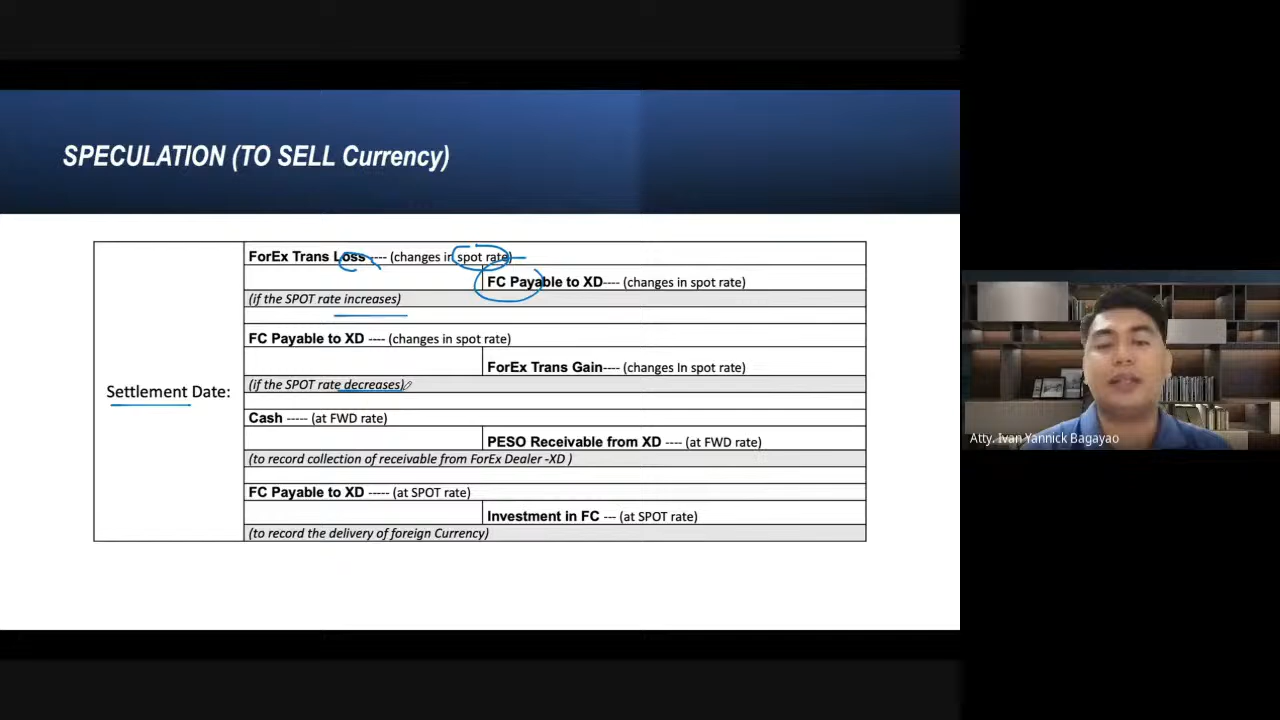 SPECULATION (TO SELL Currency)
ForEx Trans Loss ---- (changes in spot rate)
FC Payable to XD---- (changes in spot rate)
(if the SPOT rate increases)
FC Payable to XD ---- (changes in spot rate)
ForEx Trans Gain---- (changes In spot rate)
(if the SPOT rate decreases)
Settlement Date:
Cash ----- (at FWD rate)
PESO Receivable from XD ---- (at FWD rate)
(to record collection of receivable from ForEx Dealer -XD )
FC Payable to XD ----- (at SPOT rate)
Investment in FC --- (at SPOT rate)
(to record the delivery of foreign Currency)
Atty. Ivan Yannick Bagayao